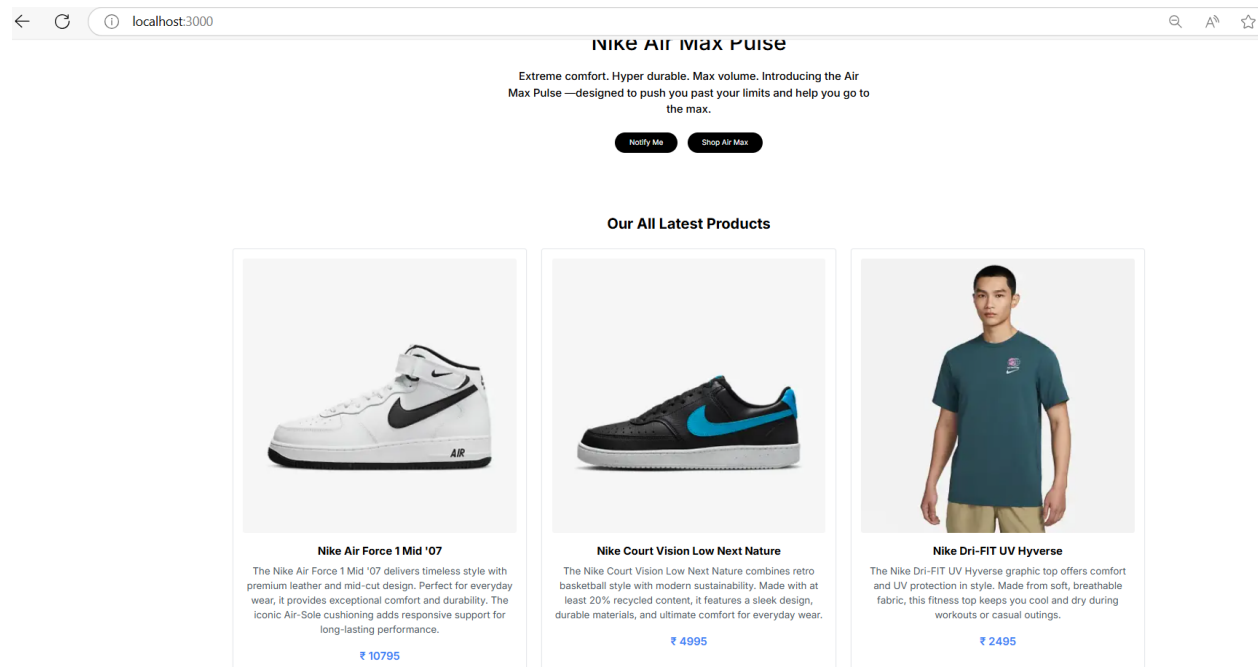 localhost:3000
Nike Air Max Pulse
Extreme comfort. Hyper durable. Max volume. Introducing the Air
Max Pulse —designed to push you past your limits and help you go to
the max.
Notify Me
Shop Air Max
Our All Latest Products
AIR
Nike Air Force 1 Mid '07
The Nike Air Force 1 Mid '07 delivers timeless style with
premium leather and mid-cut design. Perfect for everyday
wear, it provides exceptional comfort and durability. The
iconic Air-Sole cushioning adds responsive support for
long-lasting performance.
₹ 10795
Nike Court Vision Low Next Nature
The Nike Court Vision Low Next Nature combines retro
basketball style with modern sustainability. Made with at
least 20% recycled content, it features a sleek design,
durable materials, and ultimate comfort for everyday wear.
₹ 4995
Nike Dri-FIT UV Hyverse
The Nike Dri-FIT UV Hyverse graphic top offers comfort
and UV protection in style. Made from soft, breathable
fabric, this fitness top keeps you cool and dry during
workouts or casual outings.
₹ 2495